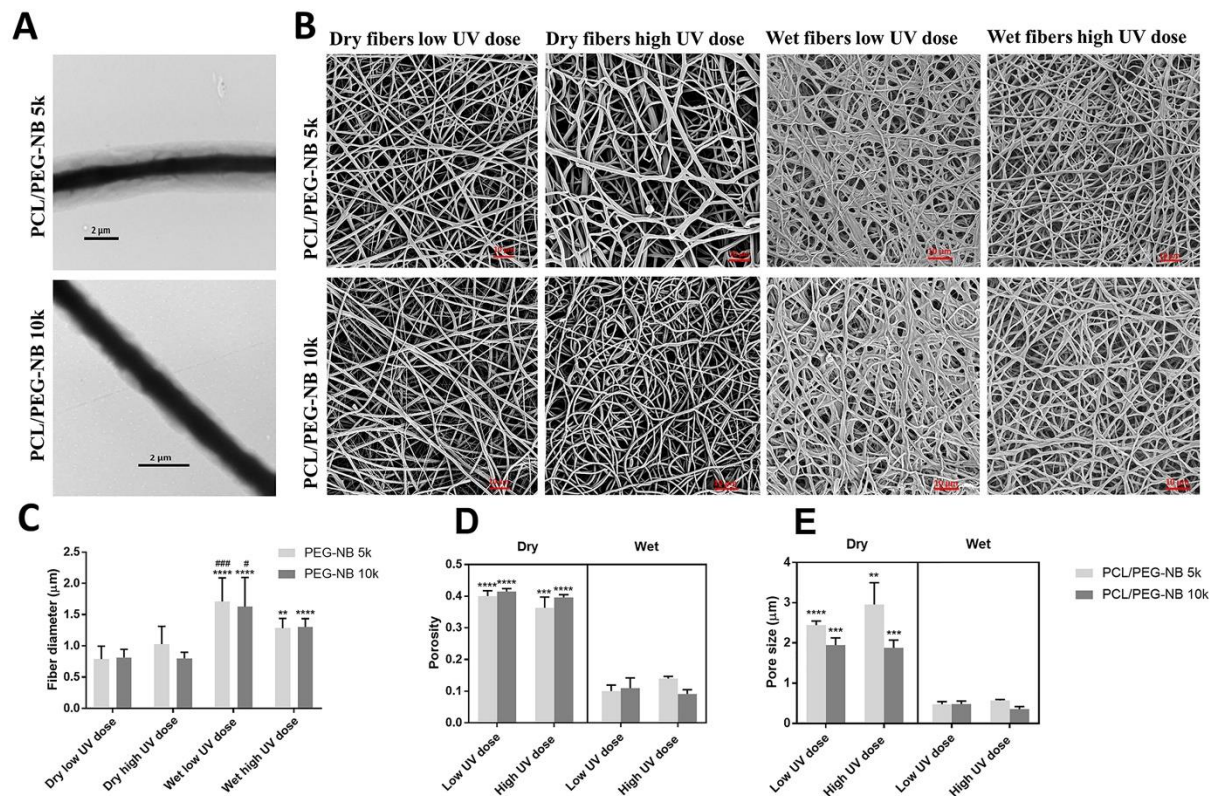 A
B
Dry fibers low UV dose
Dry fibers high UV dose
Wet fibers low UV dose
Wet fibers high UV dose
PCL/PEG-NB 5k
2 µm
PCL/PEG-NB 5k
10 µm
PCL/PEG-NB 10k
2 µm
PCL/PEG-NB 10k
10 µm
C
PEG-NB 5k
PEG-NB 10k
Fiber diameter (µm)
2.5
2.0
1.5
1.0
0.5
0.0
###
****
#
****
**
****
Dry low UV dose
Dry high UV dose
Wet low UV dose
Wet high UV dose
D
Dry
Wet
Porosity
0.5
0.4
0.3
0.2
0.1
0.0
****
****
***
****
Low UV dose
High UV dose
Low UV dose
High UV dose
E
Dry
Wet
PCL/PEG-NB 5k
PCL/PEG-NB 10k
Pore size (µm)
4
3
2
1
0
****
***
**
***
Low UV dose
High UV dose
Low UV dose
High UV dose